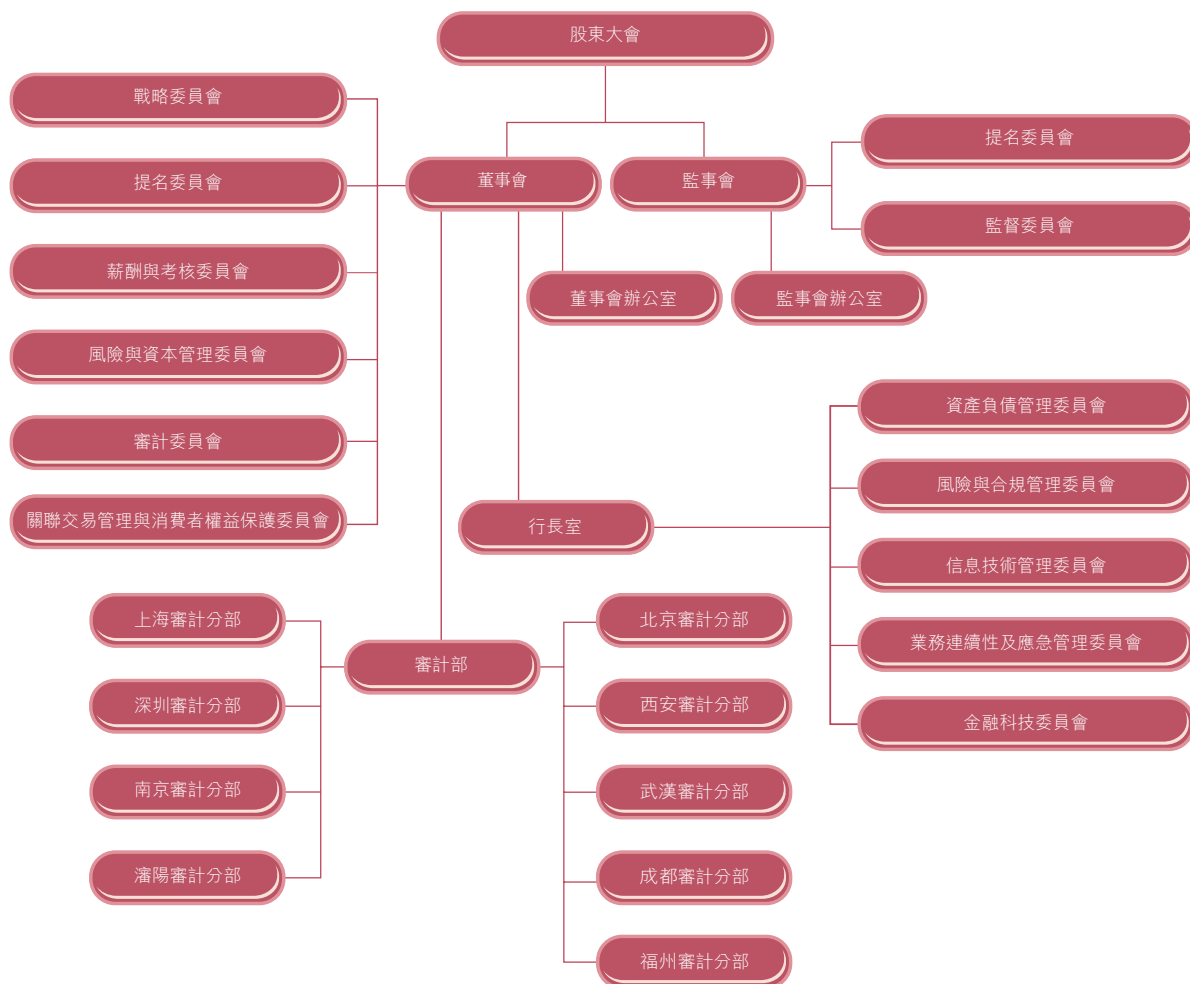 股東大會
戰略委員會
提名委員會
薪酬與考核委員會
風險與資本管理委員會
審計委員會
關聯交易管理與消費者權益保護委員會
董事會
監事會
提名委員會
監督委員會
董事會辦公室
監事會辦公室
行長室
資產負債管理委員會
風險與合規管理委員會
信息技術管理委員會
業務連續性及應急管理委員會
金融科技委員會
審計部
上海審計分部
深圳審計分部
南京審計分部
瀋陽審計分部
北京審計分部
西安審計分部
武漢審計分部
成都審計分部
福州審計分部